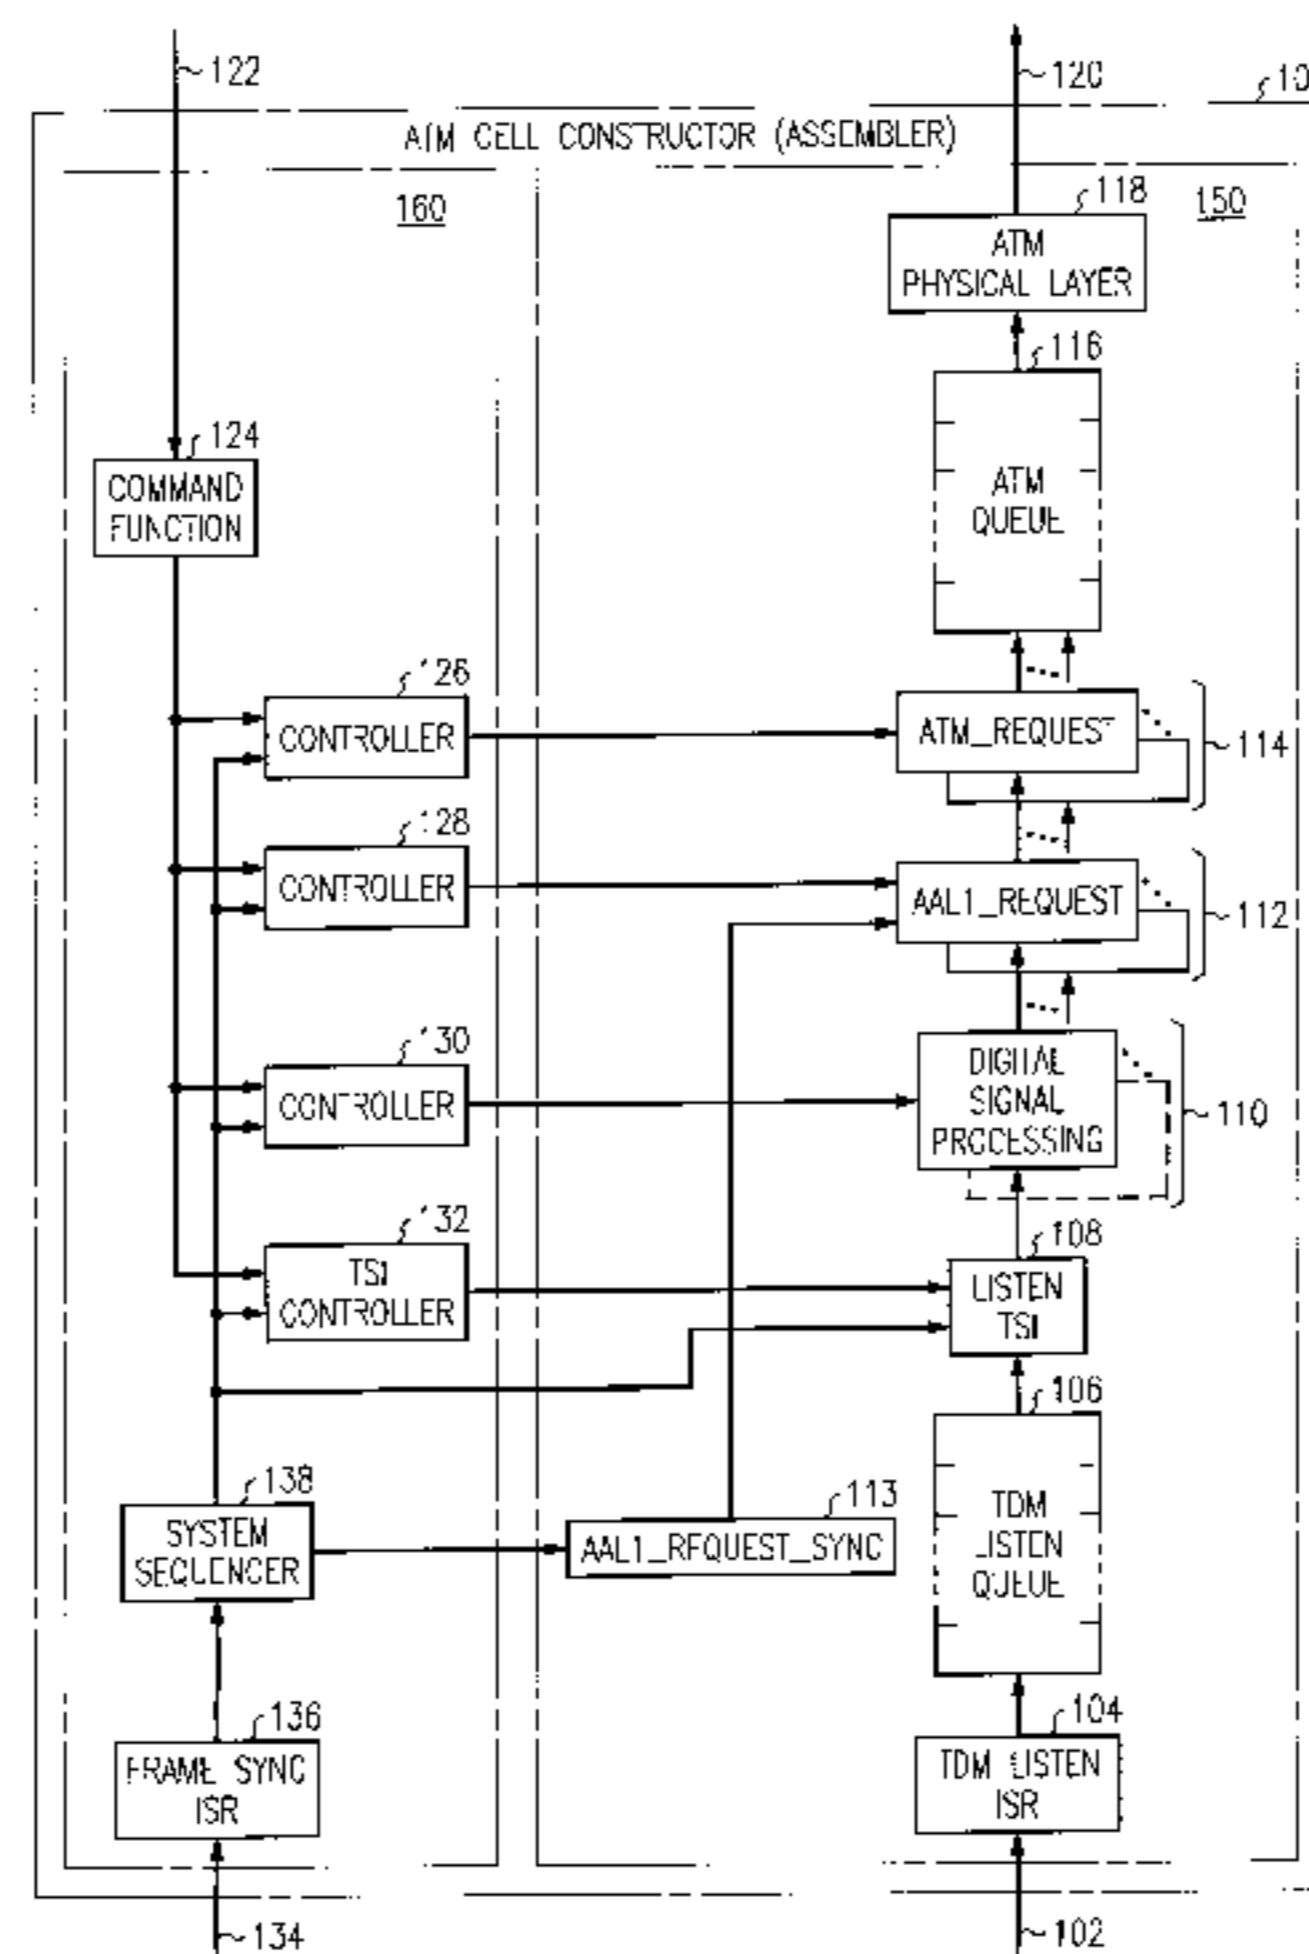 122
120
10
ATM CELL CONSTRUCTOR (ASSEMBLER)
160
150
118
ATM
PHYSICAL LAYER
116
ATM
QUEUE
124
COMMAND
FUNCTION
126
CONTROLLER
ATM_REQUEST
114
128
CONTROLLER
AAL1_REQUEST
112
130
CONTROLLER
DIGITAL
SIGNAL
PROCESSING
110
132
TSI
CONTROLLER
108
LISTEN
TSI
106
TDM
LISTEN
QUEUE
138
SYSTEM
SEQUENCER
113
AAL1_REQUEST_SYNC
136
FRAME SYNC
ISR
104
TDM LISTEN
ISR
134
102